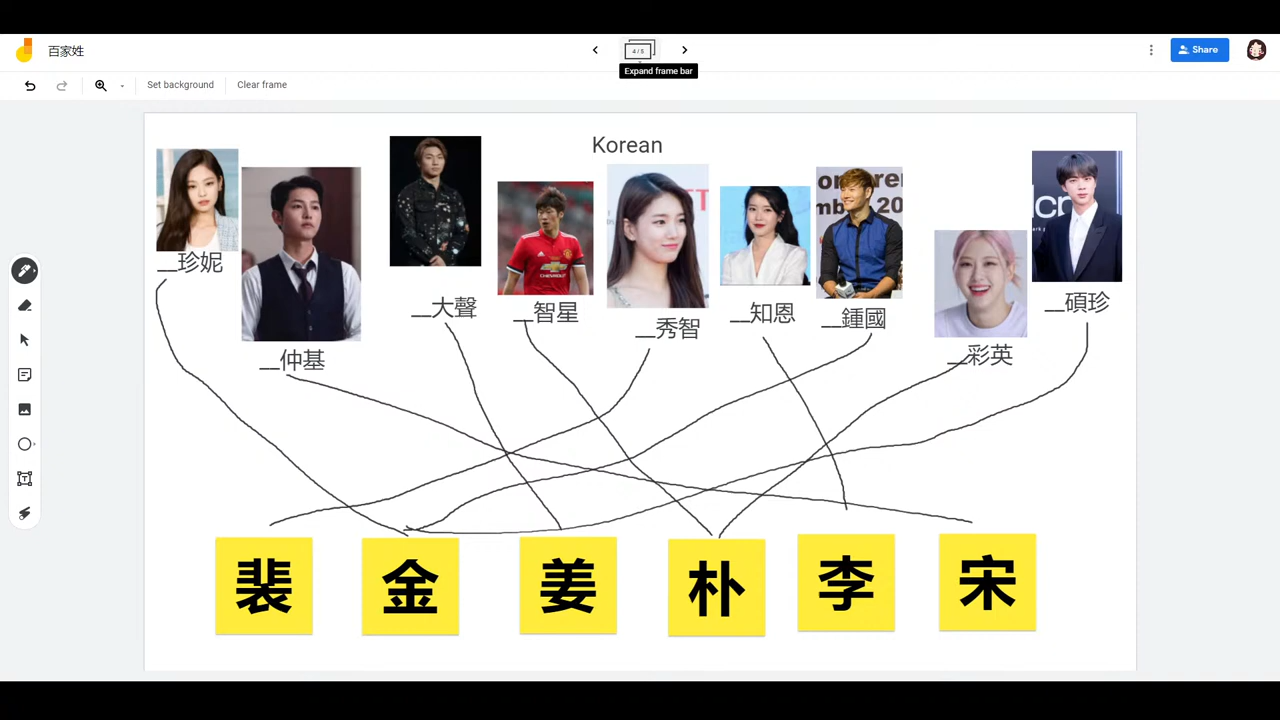 百家姓
4 / 5
Share
Expand frame bar
Set background
Clear frame
Korean
__珍妮
__仲基
__大聲
__智星
__秀智
__知恩
__鍾國
__彩英
__碩珍
裴
金
姜
朴
李
宋
CHEVROLET